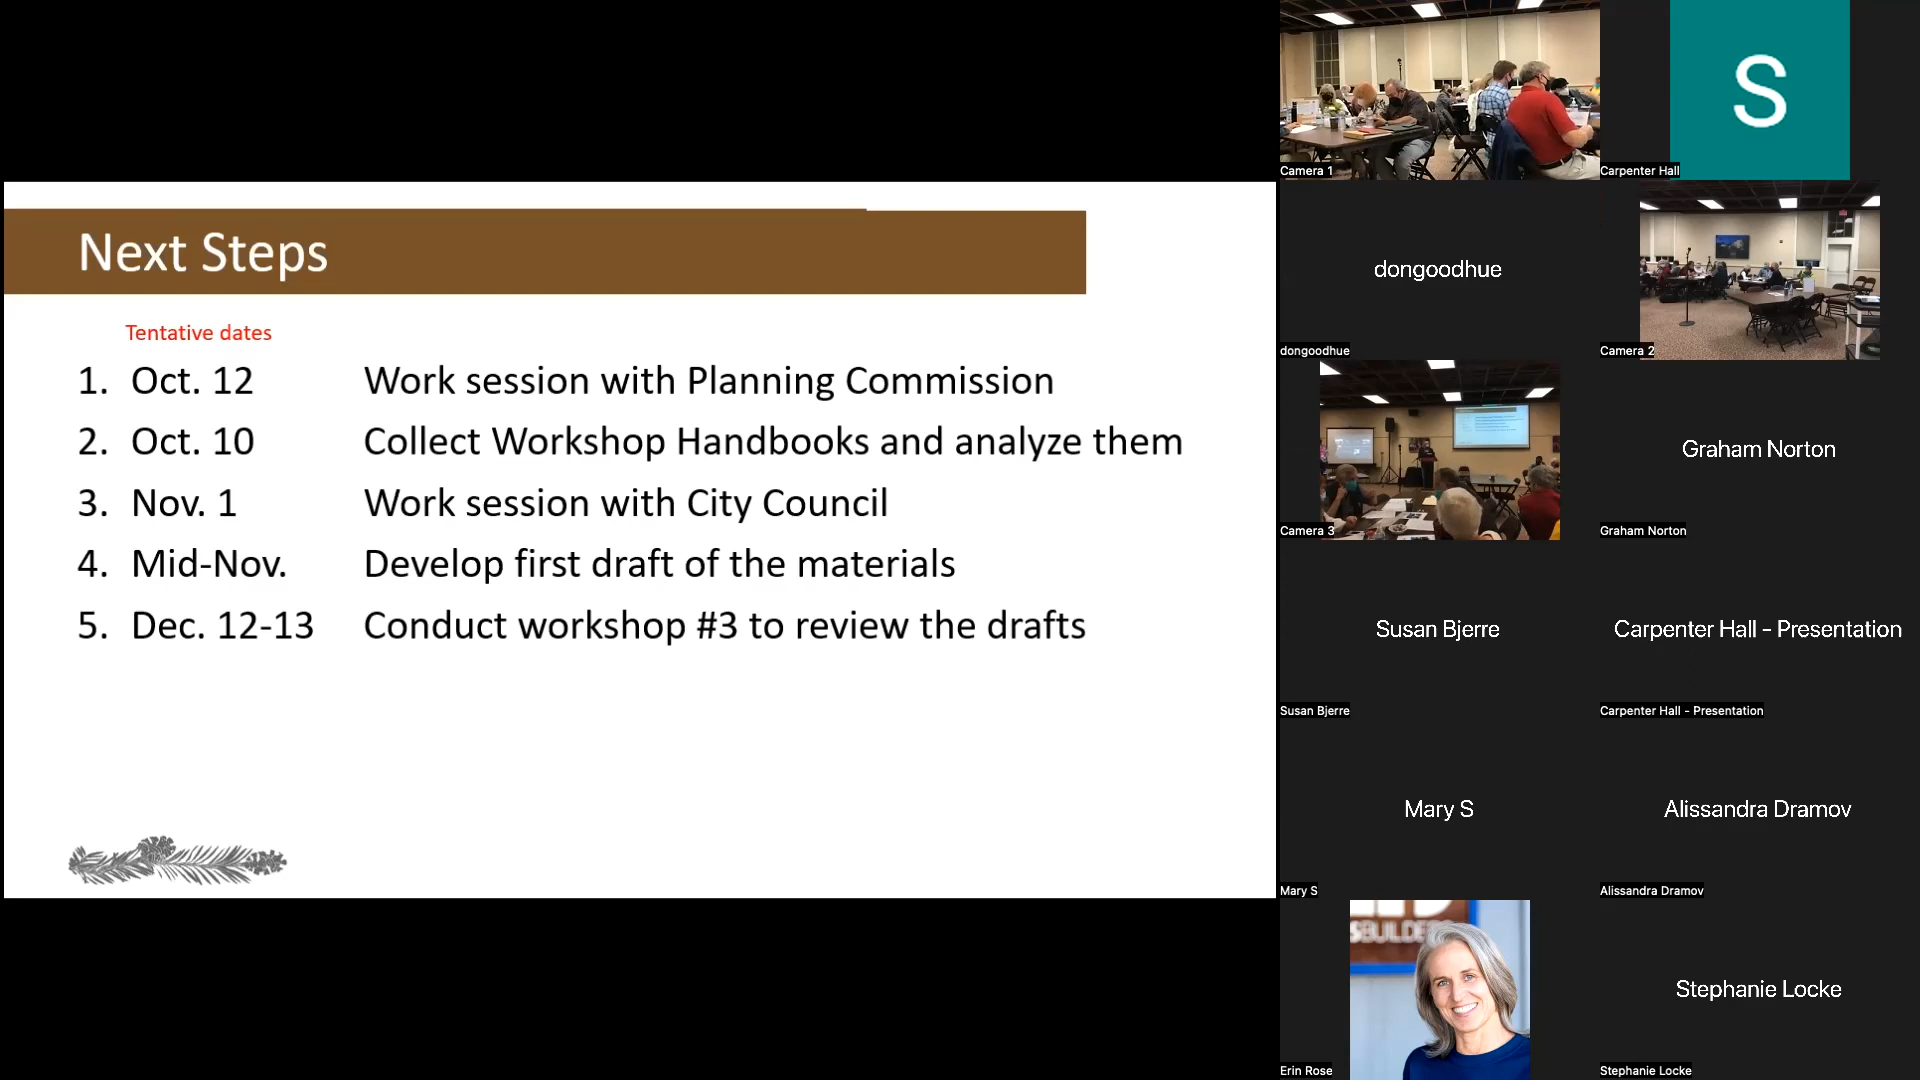 Next Steps
Tentative dates
1. Oct. 12 Work session with Planning Commission
2. Oct. 10 Collect Workshop Handbooks and analyze them
3. Nov. 1 Work session with City Council
4. Mid-Nov. Develop first draft of the materials
5. Dec. 12-13 Conduct workshop #3 to review the drafts
Camera 1
S
Carpenter Hall
dongoodhue
dongoodhue
Camera 2
Camera 3
Graham Norton
Graham Norton
Susan Bjerre
Susan Bjerre
Carpenter Hall - Presentation
Carpenter Hall - Presentation
Mary S
Mary S
Alissandra Dramov
Alissandra Dramov
Erin Rose
Stephanie Locke
Stephanie Locke